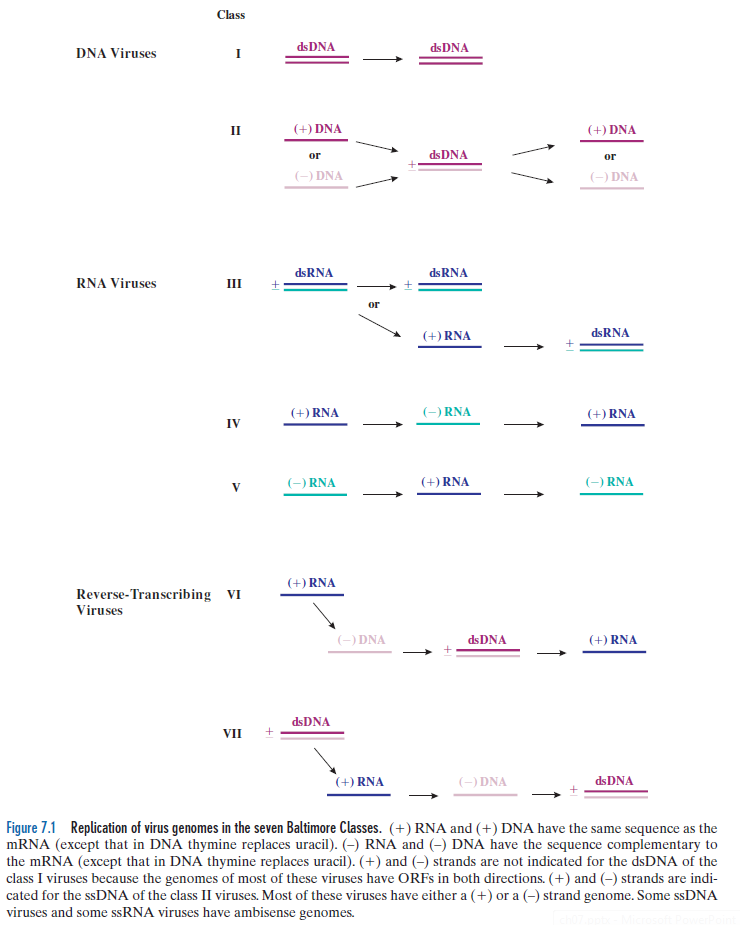 Class
DNA Viruses I dsDNA dsDNA
II (+) DNA (+) DNA
or dsDNA or
±
(−) DNA (−) DNA
RNA Viruses III ± dsRNA ± dsRNA
or
(+) RNA ± dsRNA
IV (+) RNA (−) RNA (+) RNA
V (−) RNA (+) RNA (−) RNA
(+) RNA
Reverse-Transcribing VI
Viruses
(−) DNA ± dsDNA (+) RNA
VII ± dsDNA
(+) RNA (−) DNA ± dsDNA
Figure 7.1 Replication of virus genomes in the seven Baltimore Classes. (+) RNA and (+) DNA have the same sequence as the
mRNA (except that in DNA thymine replaces uracil). (–) RNA and (–) DNA have the sequence complementary to
the mRNA (except that in DNA thymine replaces uracil). (+) and (–) strands are not indicated for the dsDNA of the
class I viruses because the genomes of most of these viruses have ORFs in both directions. (+) and (–) strands are indi-
cated for the ssDNA of the class II viruses. Most of these viruses have either a (+) or a (–) strand genome. Some ssDNA
viruses and some ssRNA viruses have ambisense genomes.